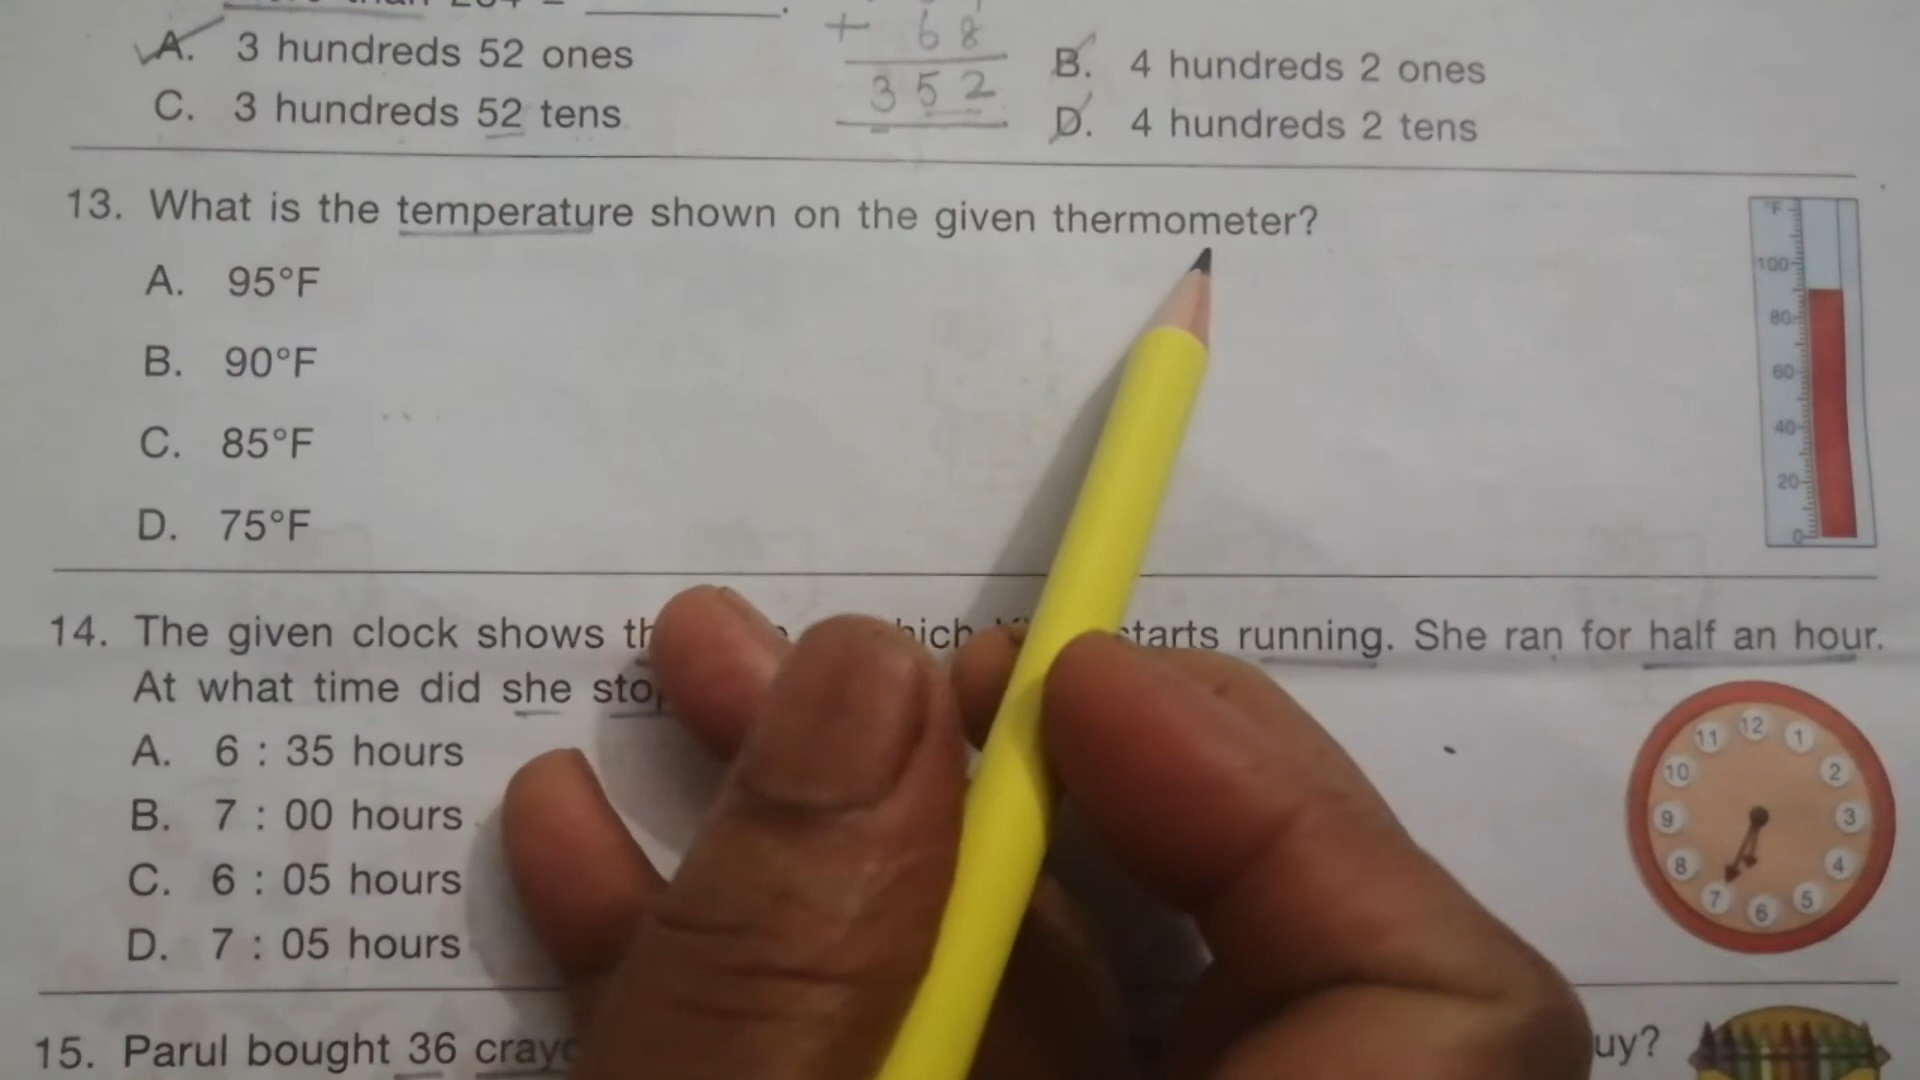 A. 3 hundreds 52 ones
B. 4 hundreds 2 ones
C. 3 hundreds 52 tens
D. 4 hundreds 2 tens
+ 68
352
13. What is the temperature shown on the given thermometer?
A. 95°F
B. 90°F
C. 85°F
D. 75°F
°F
100
80
60
40
20
0
14. The given clock shows starts running. She ran for half an hour.
At what time did she
A. 6 : 35 hours
B. 7 : 00 hours
C. 6 : 05 hours
D. 7 : 05 hours
12
1
2
3
4
5
6
7
8
9
10
11
15. Parul bought 36